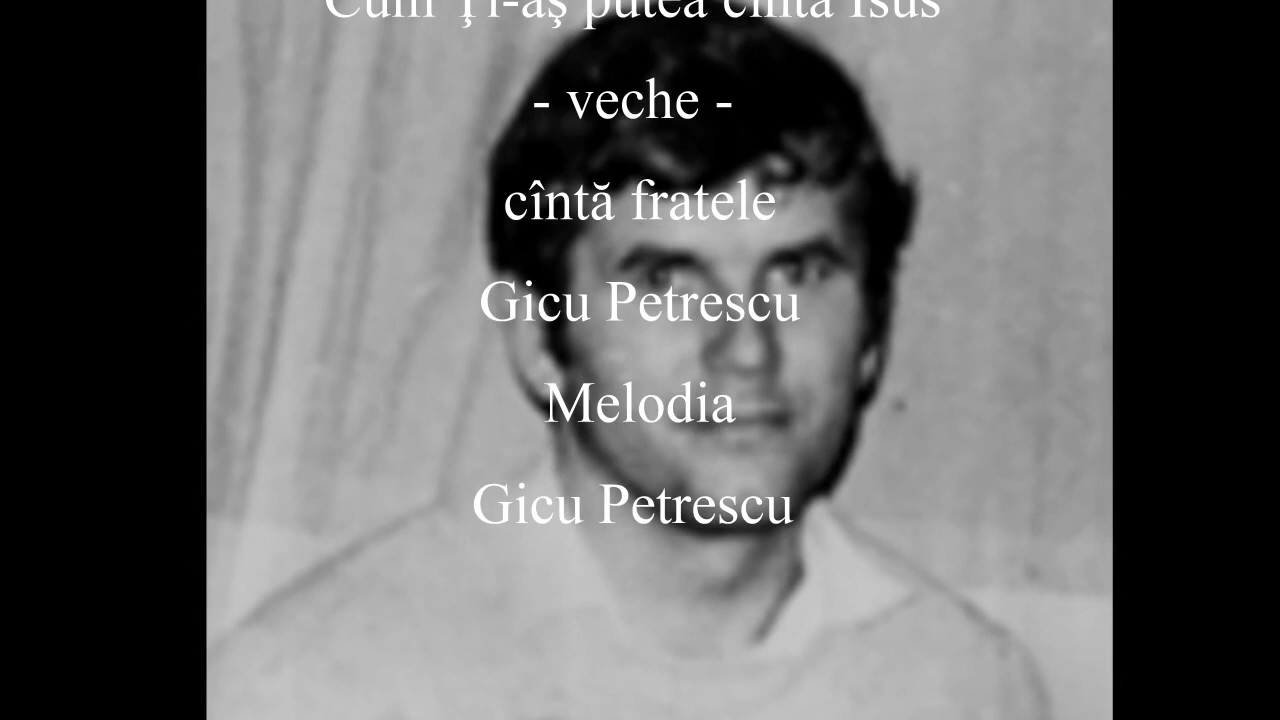 Cum Ţi-aş putea cînta Isus
- veche -
cîntă fratele
Gicu Petrescu
Melodia
Gicu Petrescu